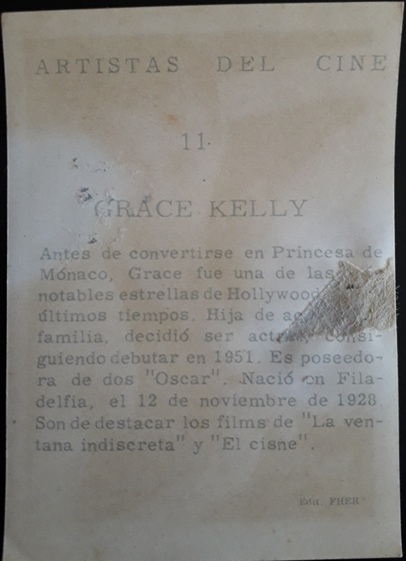 ARTISTAS DEL CINE
11
GRACE KELLY
Antes de convertirse en Princesa de
Mónaco, Grace fue una de las
notables estrellas de Hollywood
últimos tiempos. Hija de
familia, decidió ser actriz, consi-
guiendo debutar en 1951. Es poseedo-
ra de dos "Oscar". Nació en Fila-
delfia, el 12 de noviembre de 1928.
Son de destacar los films de "La ven-
tana indiscreta" y "El cisne".
Edit. FHER